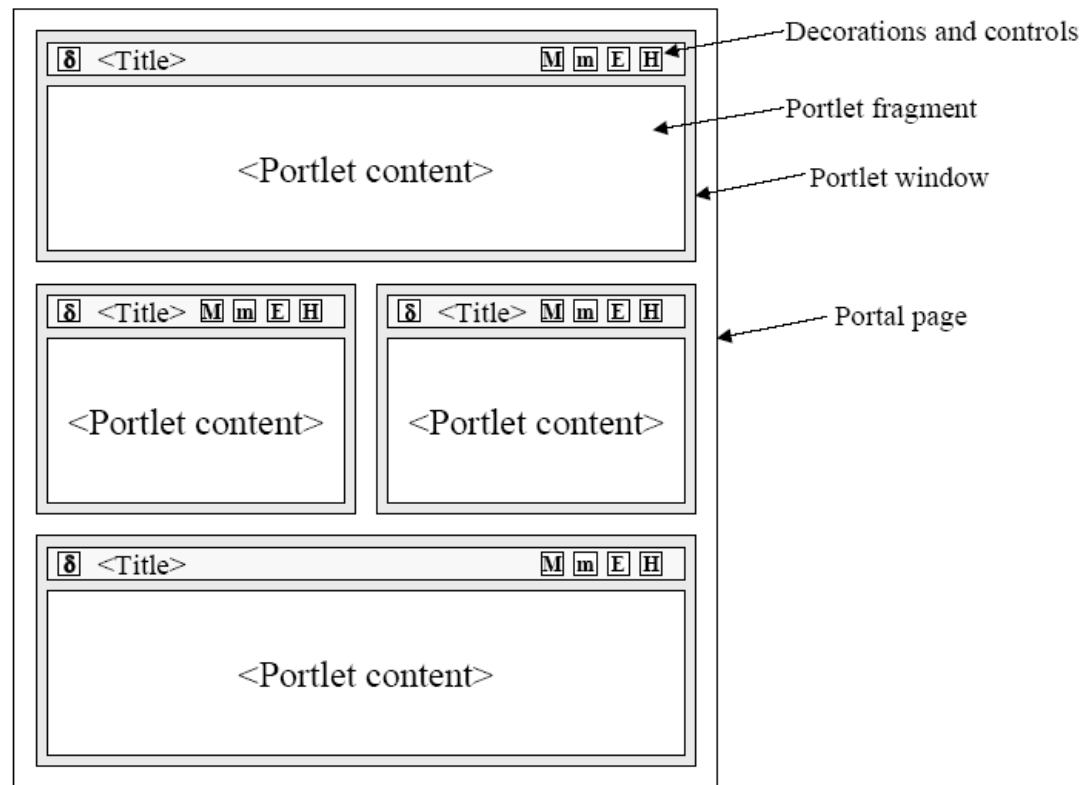 δ <Title> M m E H
Decorations and controls
Portlet fragment
<Portlet content>
Portlet window
δ <Title> M m E H
δ <Title> M m E H
Portal page
<Portlet content>
<Portlet content>
δ <Title> M m E H
<Portlet content>